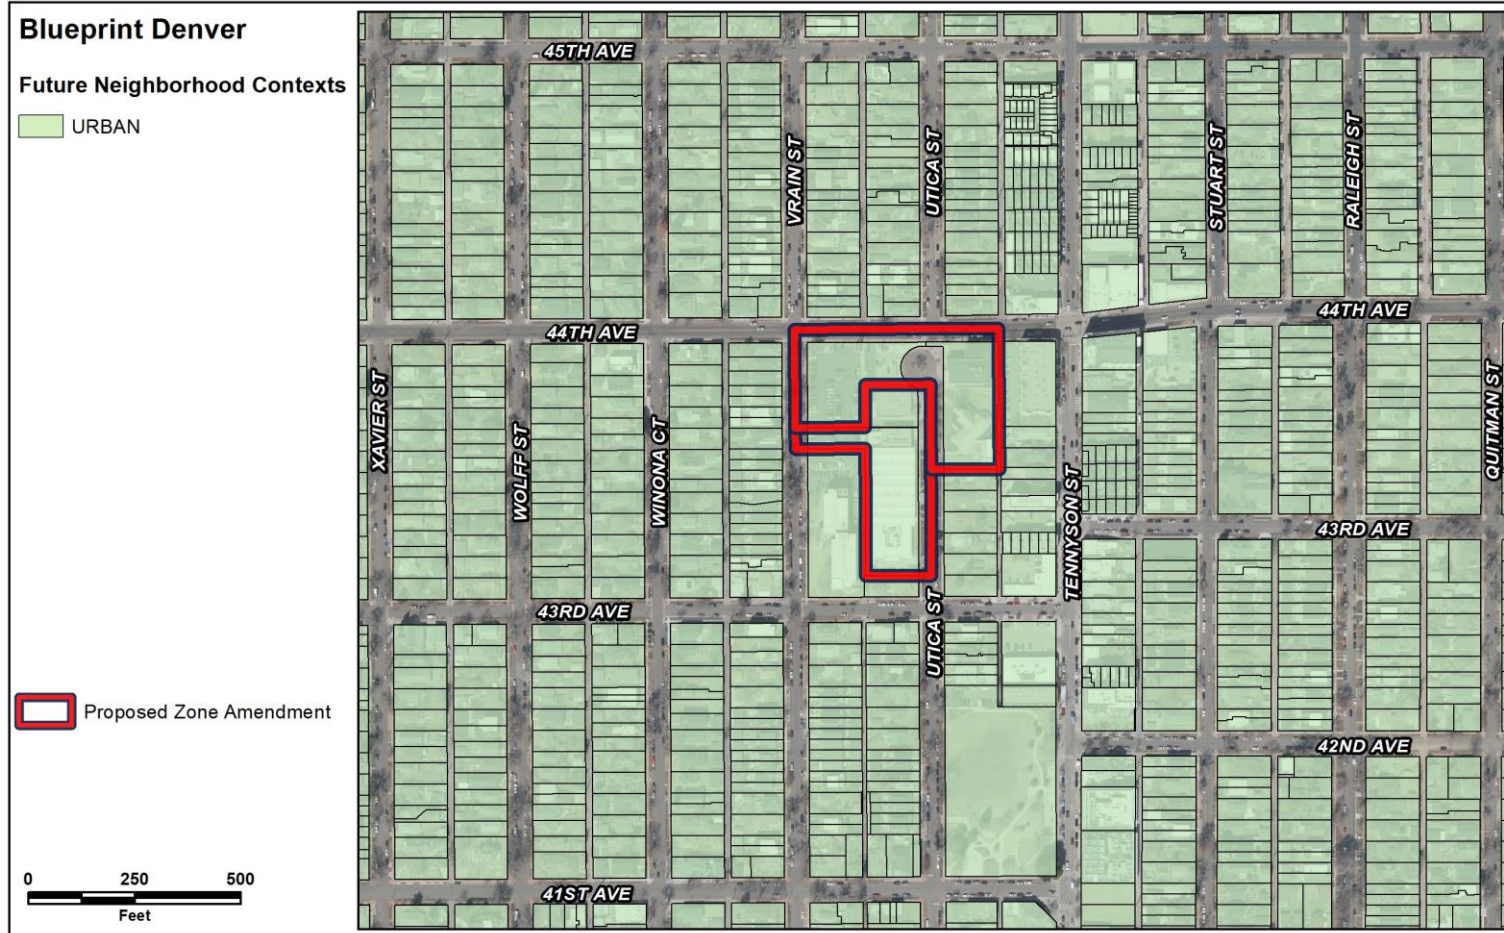 Blueprint Denver
Future Neighborhood Contexts
URBAN
Proposed Zone Amendment
0 250 500
Feet
45TH AVE
VRAIN ST
UTICA ST
STUART ST
RALEIGH ST
44TH AVE
44TH AVE
XAVIER ST
WOLFF ST
WINONA CT
TENNYSON ST
QUITMAN ST
43RD AVE
43RD AVE
UTICA ST
42ND AVE
41ST AVE